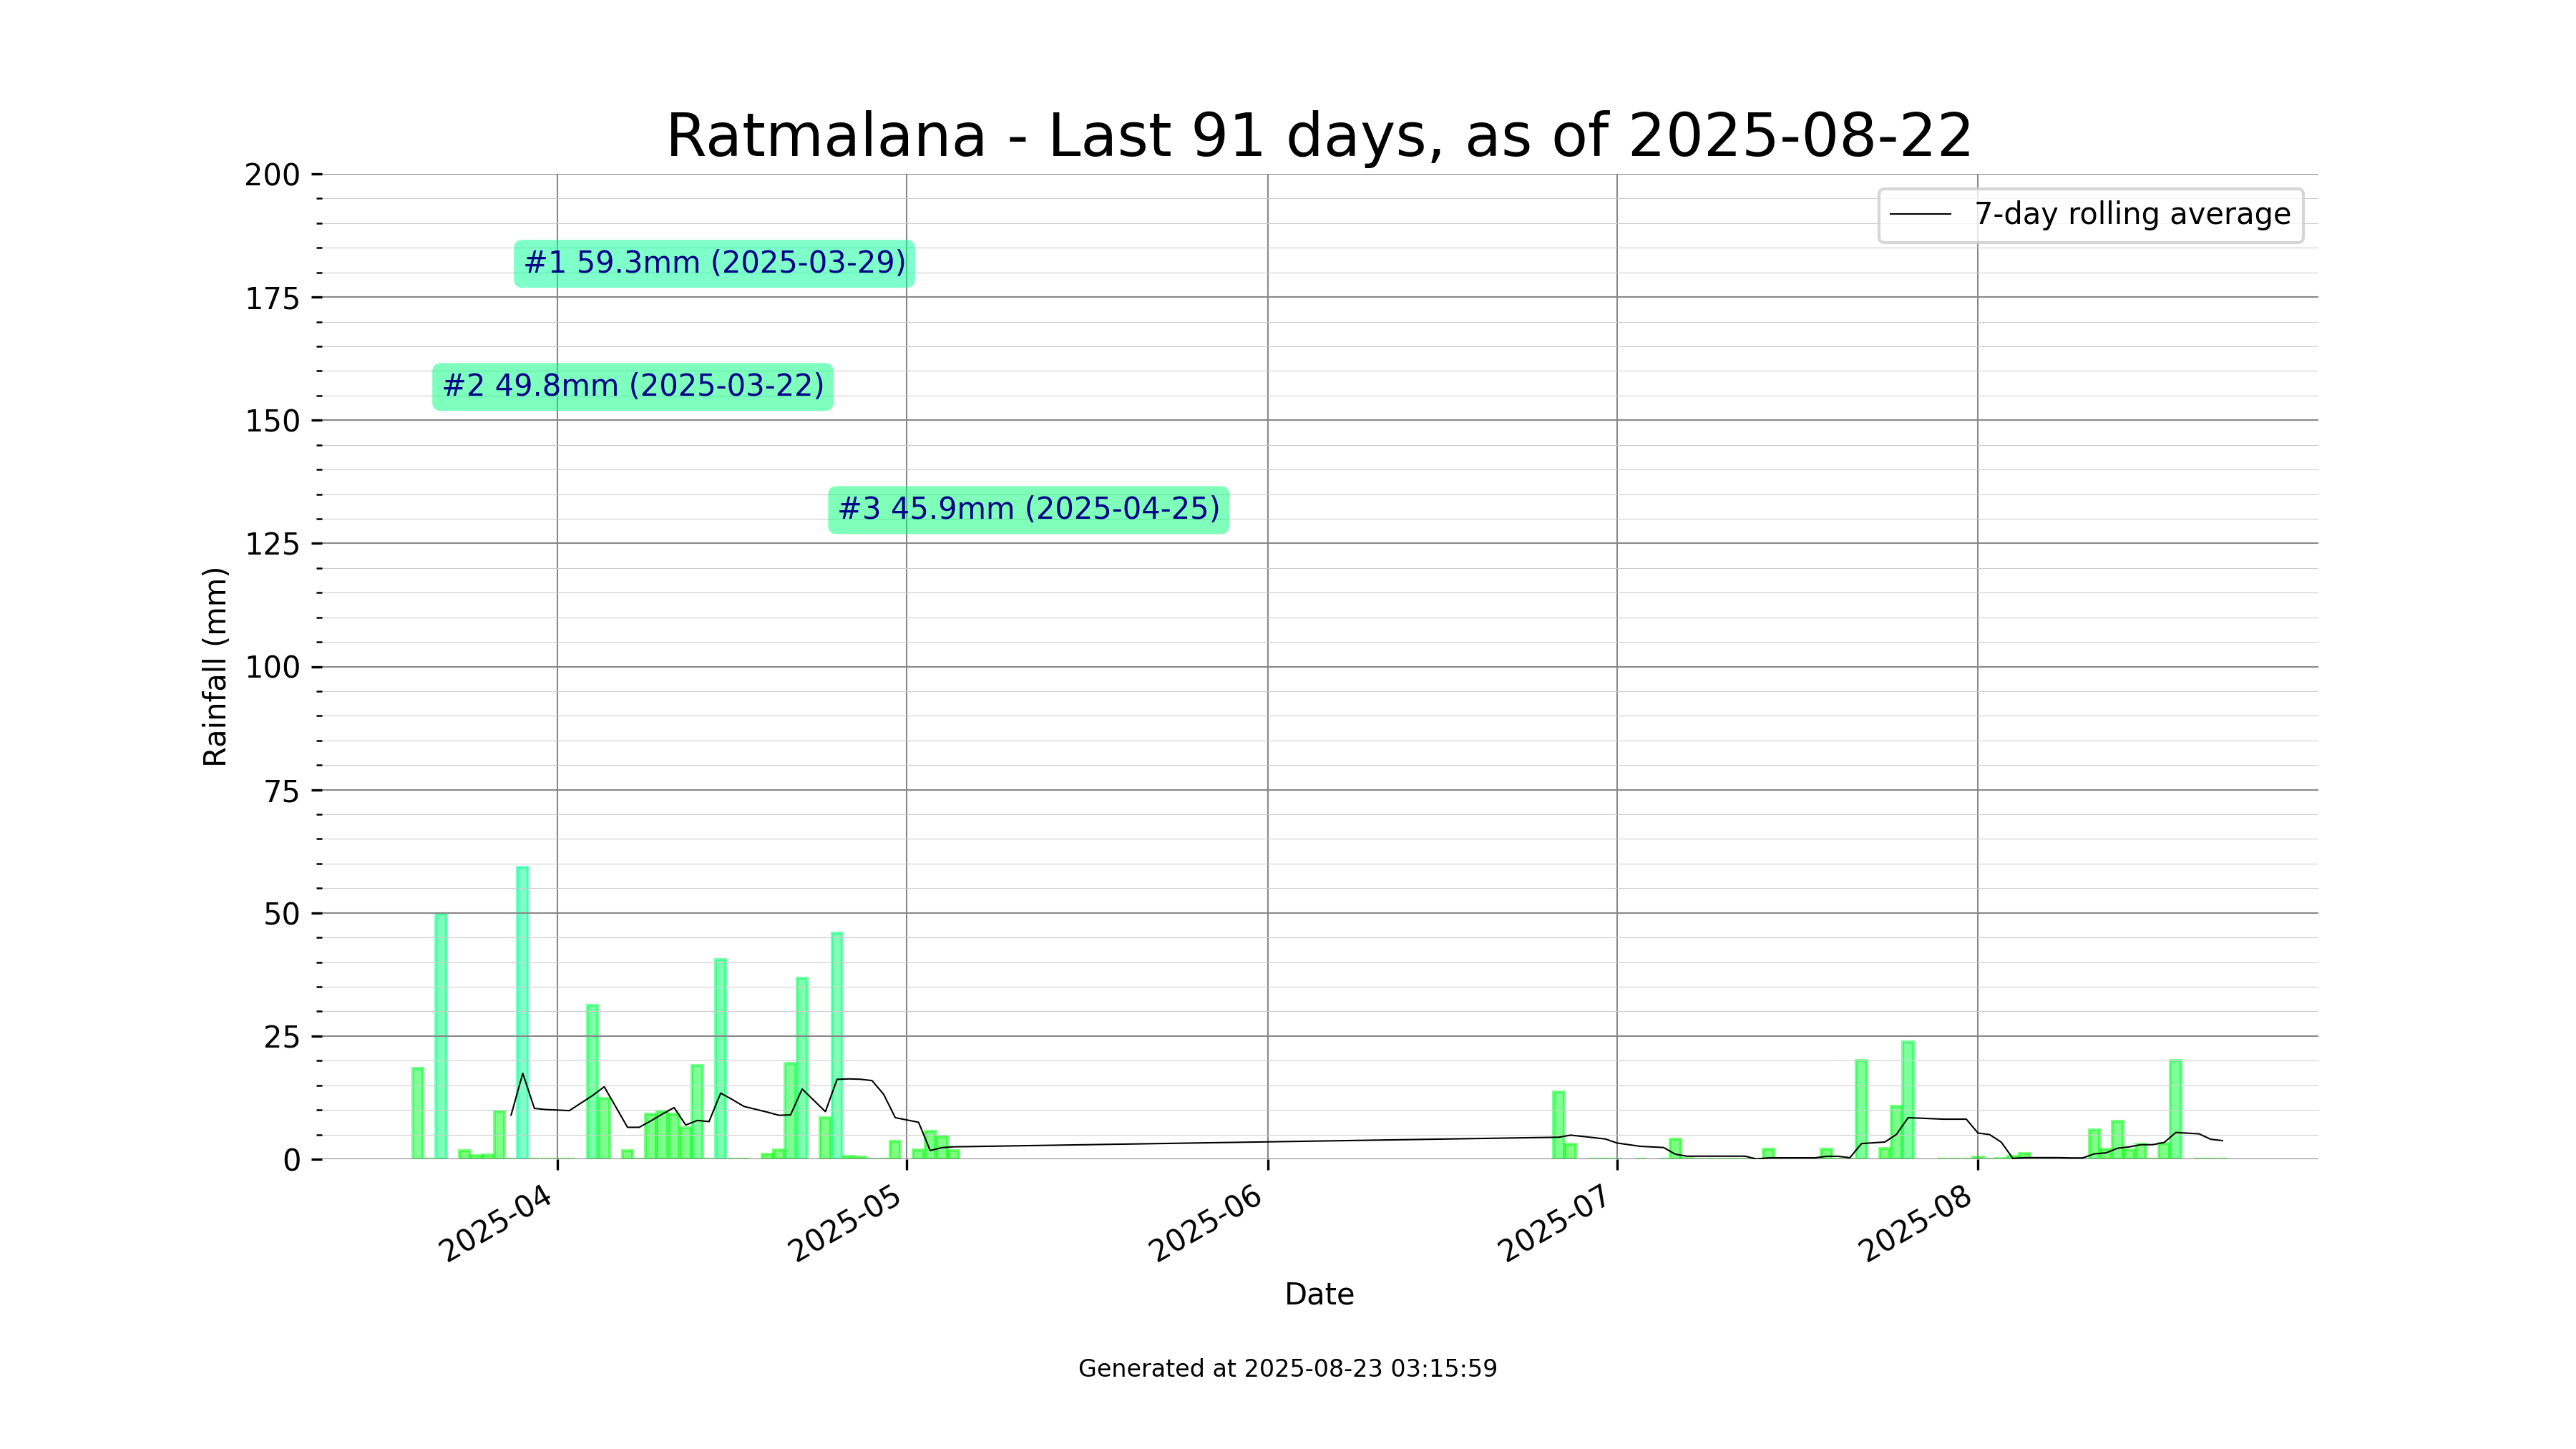 Ratmalana - Last 91 days, as of 2025-08-22
7-day rolling average
#1 59.3mm (2025-03-29)
#2 49.8mm (2025-03-22)
#3 45.9mm (2025-04-25)
Rainfall (mm)
200
175
150
125
100
75
50
25
0
2025-04
2025-05
2025-06
2025-07
2025-08
Date
Generated at 2025-08-23 03:15:59